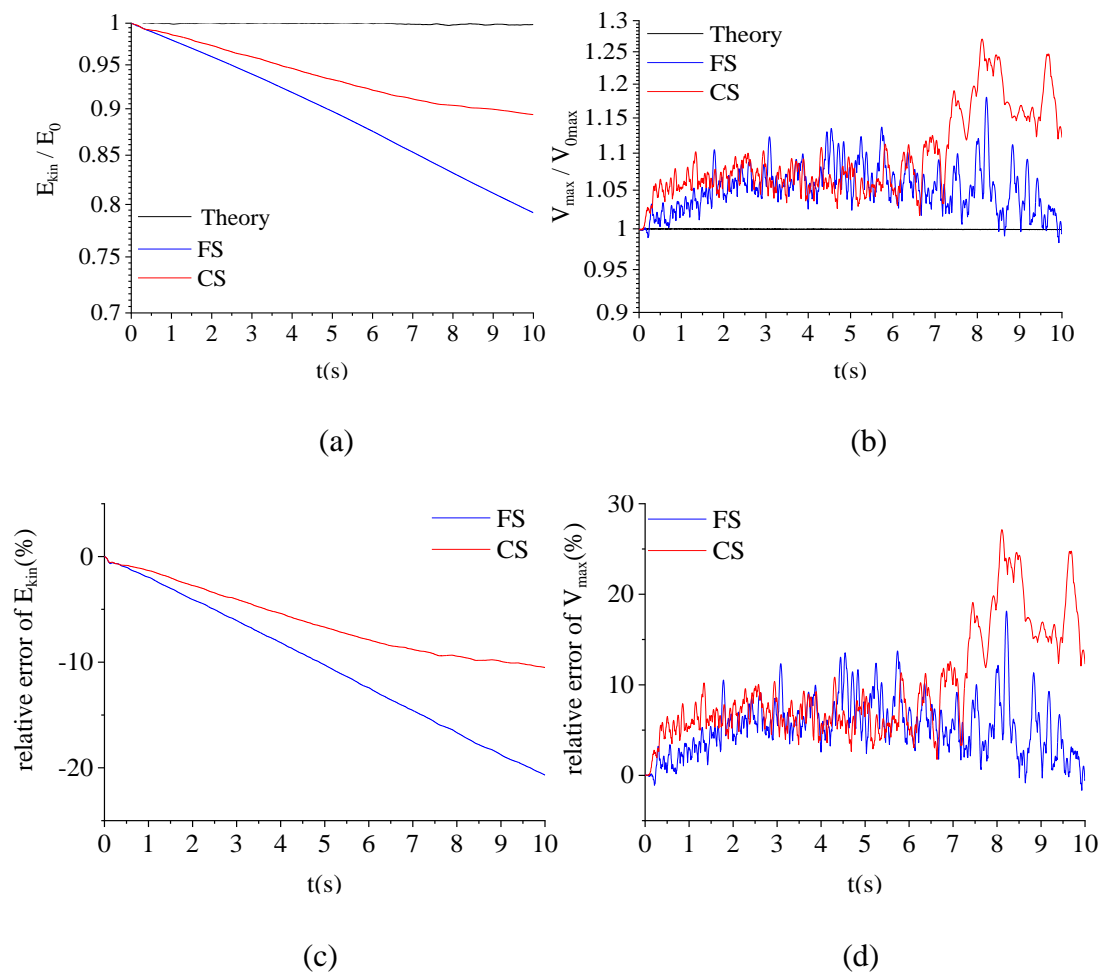 1
0.95
0.9
0.85
0.8
0.75
0.7
E_kin / E_0
Theory
FS
CS
0 1 2 3 4 5 6 7 8 9 10
t(s)
(a)
1.3
1.25
1.2
1.15
1.1
1.05
1
0.95
0.9
V_max / V_0max
Theory
FS
CS
0 1 2 3 4 5 6 7 8 9 10
t(s)
(b)
0
-10
-20
relative error of E_kin(%)
FS
CS
0 1 2 3 4 5 6 7 8 9 10
t(s)
(c)
30
20
10
0
relative error of V_max(%)
FS
CS
0 1 2 3 4 5 6 7 8 9 10
t(s)
(d)